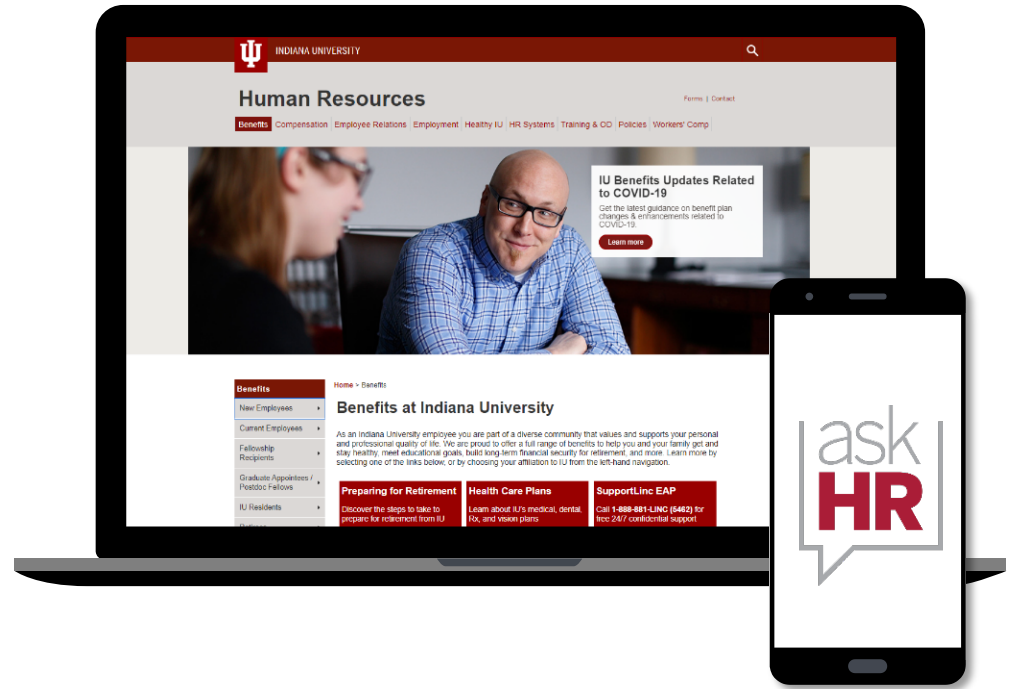 INDIANA UNIVERSITY
Human Resources
Forms | Contact
Benefits Compensation Employee Relations Employment Healthy IU HR Systems Training & OD Policies Workers' Comp
IU Benefits Updates Related
to COVID-19
Get the latest guidance on benefit plan
changes & enhancements related to
COVID-19.
Learn more
Benefits
New Employees
Current Employees
Fellowship
Recipients
Graduate Appointees /
Postdoc Fellows
IU Residents
Home > Benefits
Benefits at Indiana University
As an Indiana University employee you are part of a diverse community that values and supports your personal
and professional quality of life. We are proud to offer a full range of benefits to help you and your family get and
stay healthy, meet educational goals, build long-term financial security for retirement, and more. Learn more by
selecting one of the links below, or by choosing your affiliation to IU from the left-hand navigation.
Preparing for Retirement
Discover the steps to take to
prepare for retirement from IU
Health Care Plans
Learn about IU's medical, dental,
Rx, and vision plans
SupportLinc EAP
Call 1-888-881-LINC (5462) for
free 24/7 confidential support
ask
HR